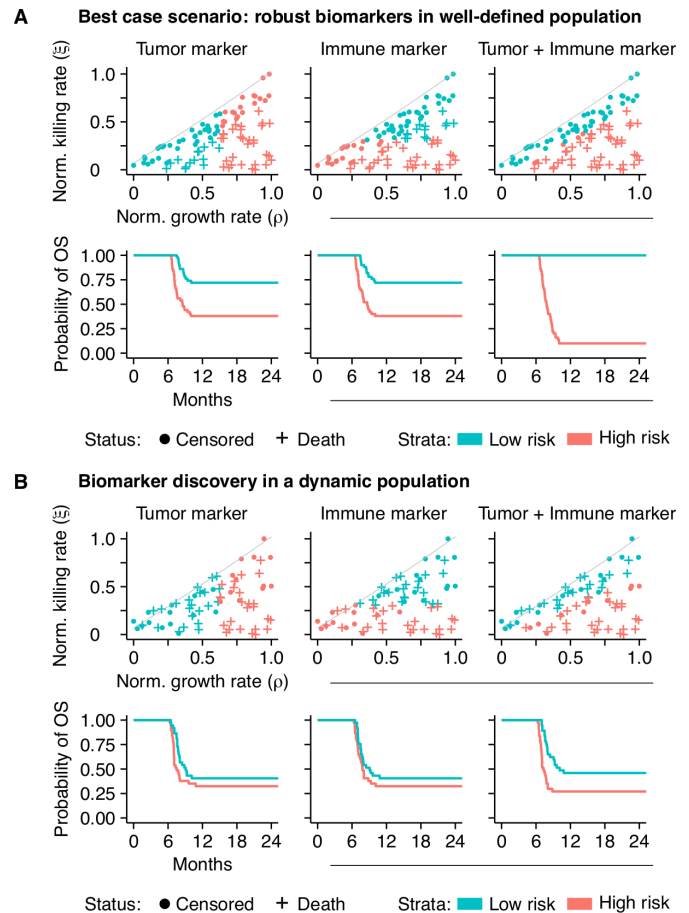 A Best case scenario: robust biomarkers in well-defined population
Tumor marker Immune marker Tumor + Immune marker
Norm. killing rate (ξ)
1.0
0.5
0
0 0.5 1.0 0 0.5 1.0 0 0.5 1.0
Norm. growth rate (ρ)
Probability of OS
1.00
0.75
0.50
0.25
0.00
0 6 12 18 24 0 6 12 18 24 0 6 12 18 24
Months
Status: Censored Death Strata: Low risk High risk
B Biomarker discovery in a dynamic population
Tumor marker Immune marker Tumor + Immune marker
Norm. killing rate (ξ)
1.0
0.5
0
0 0.5 1.0 0 0.5 1.0 0 0.5 1.0
Norm. growth rate (ρ)
Probability of OS
1.00
0.75
0.50
0.25
0.00
0 6 12 18 24 0 6 12 18 24 0 6 12 18 24
Months
Status: Censored Death Strata: Low risk High risk